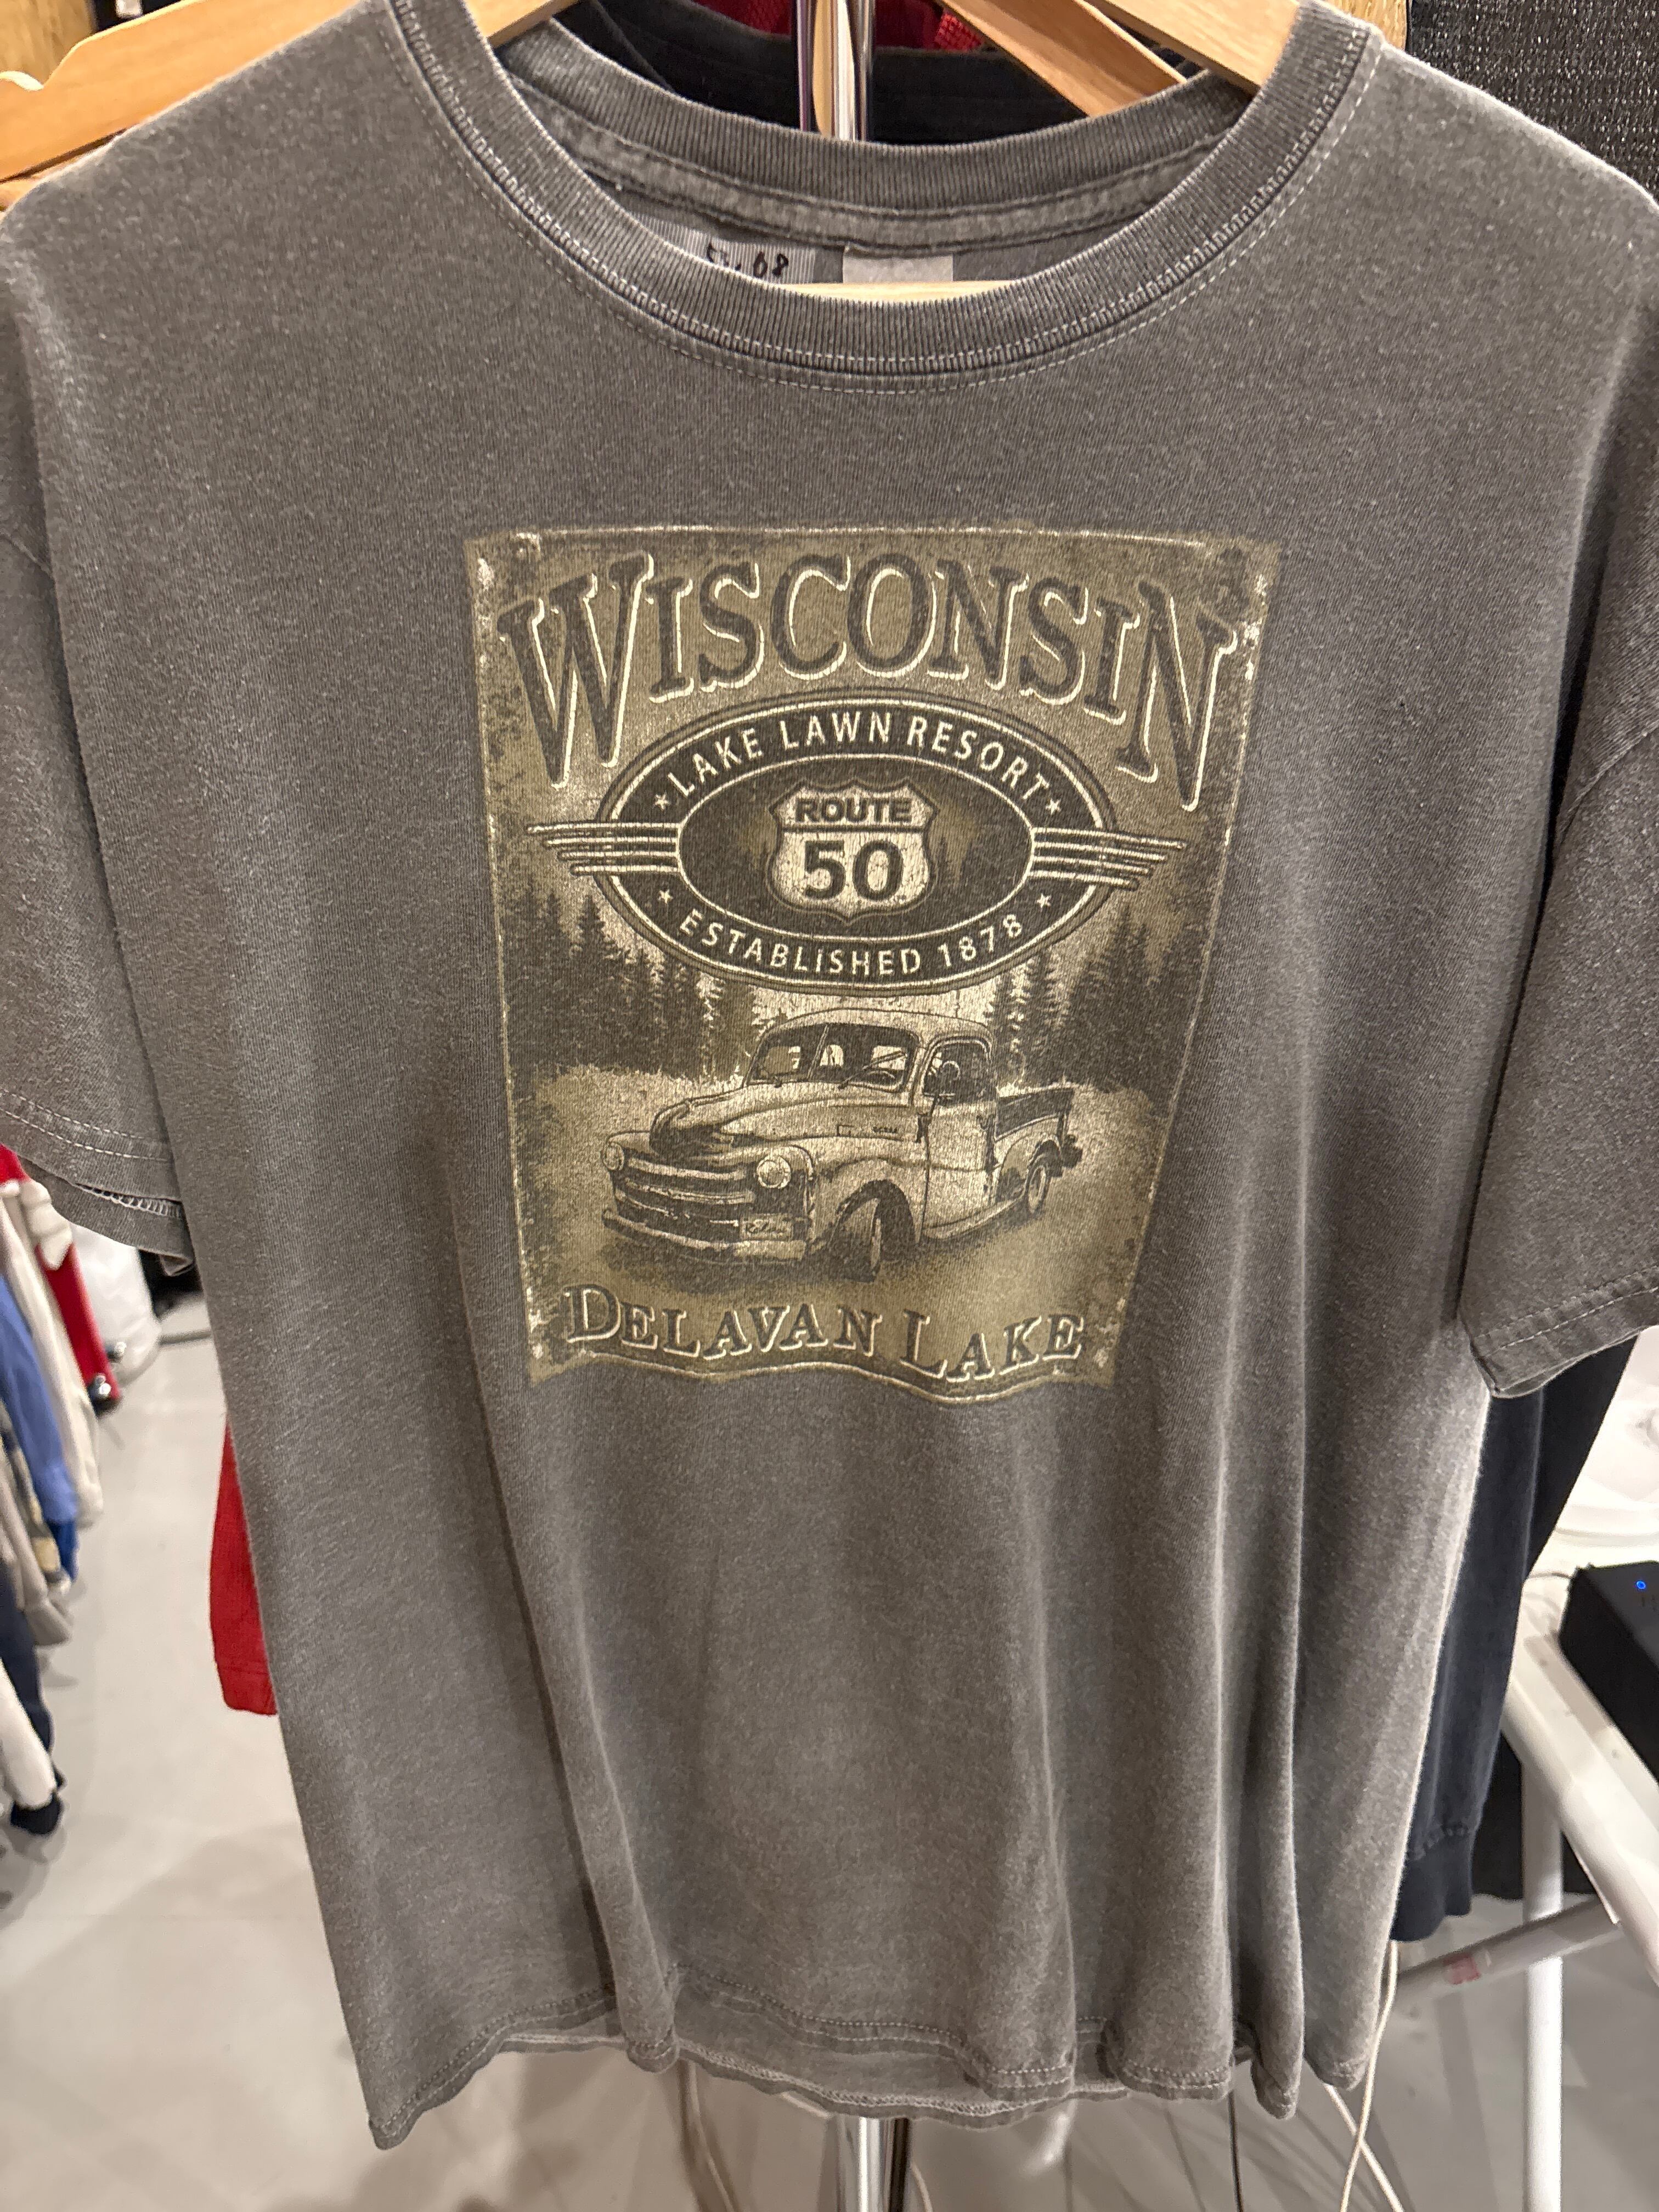 WISCONSIN
LAKE LAWN RESORT
ROUTE
50
ESTABLISHED 1878
DELAVAN LAKE